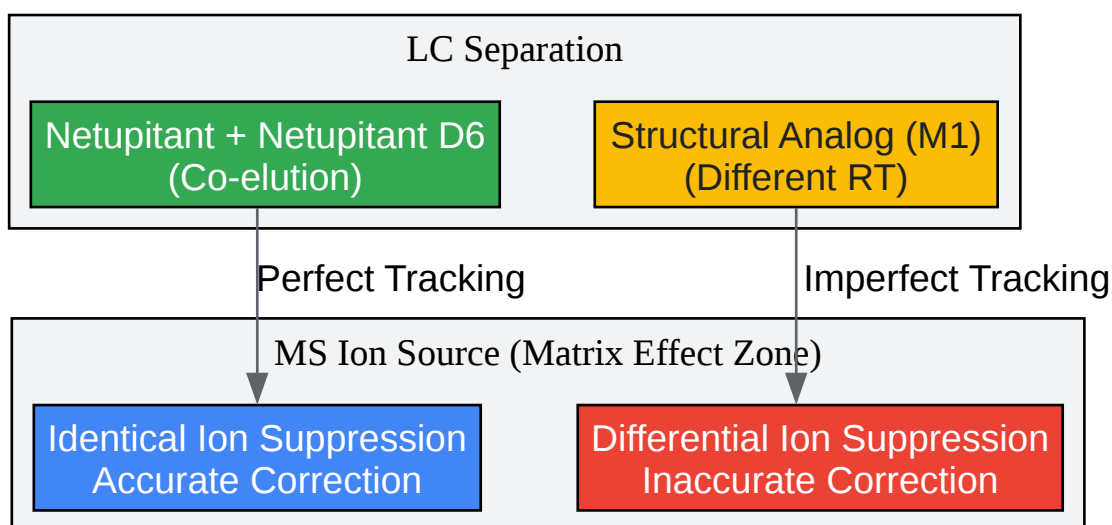 LC Separation
Netupitant + Netupitant D6
(Co-elution)
Structural Analog (M1)
(Different RT)
Perfect Tracking
Imperfect Tracking
MS Ion Source (Matrix Effect Zone)
Identical Ion Suppression
Accurate Correction
Differential Ion Suppression
Inaccurate Correction